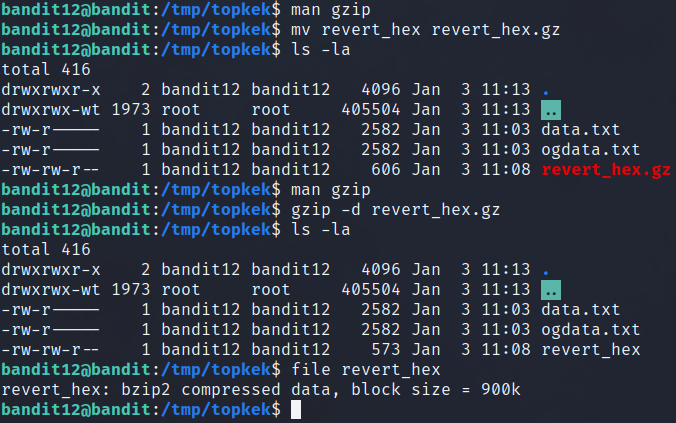 bandit12@bandit:/tmp/topkek$ man gzip
bandit12@bandit:/tmp/topkek$ mv revert_hex revert_hex.gz
bandit12@bandit:/tmp/topkek$ ls -la
total 416
drwxrwxr-x    2 bandit12 bandit12   4096 Jan  3 11:13 .
drwxrwx-wt 1973 root     root     405504 Jan  3 11:13 ..
-rw-r-----    1 bandit12 bandit12   2582 Jan  3 11:03 data.txt
-rw-r-----    1 bandit12 bandit12   2582 Jan  3 11:03 ogdata.txt
-rw-rw-r--    1 bandit12 bandit12    606 Jan  3 11:08 revert_hex.gz
bandit12@bandit:/tmp/topkek$ man gzip
bandit12@bandit:/tmp/topkek$ gzip -d revert_hex.gz
bandit12@bandit:/tmp/topkek$ ls -la
total 416
drwxrwxr-x    2 bandit12 bandit12   4096 Jan  3 11:13 .
drwxrwx-wt 1973 root     root     405504 Jan  3 11:13 ..
-rw-r-----    1 bandit12 bandit12   2582 Jan  3 11:03 data.txt
-rw-r-----    1 bandit12 bandit12   2582 Jan  3 11:03 ogdata.txt
-rw-rw-r--    1 bandit12 bandit12    573 Jan  3 11:08 revert_hex
bandit12@bandit:/tmp/topkek$ file revert_hex
revert_hex: bzip2 compressed data, block size = 900k
bandit12@bandit:/tmp/topkek$